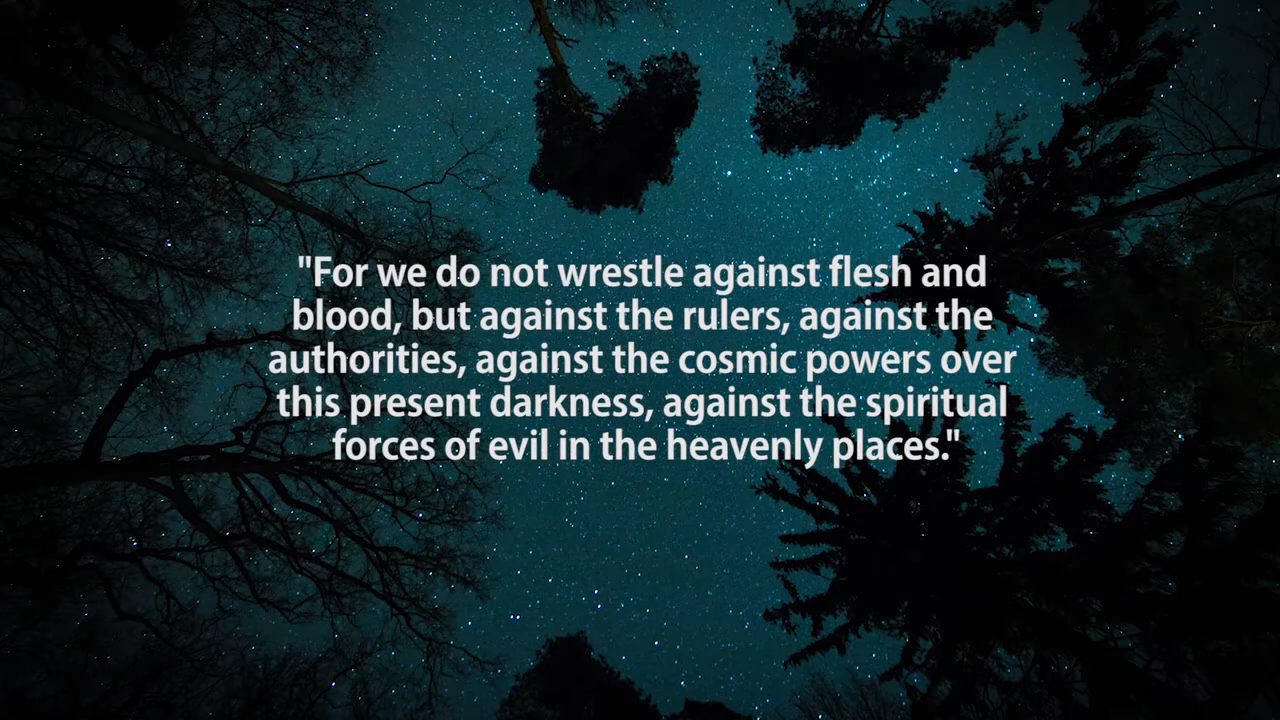 "For we do not wrestle against flesh and
blood, but against the rulers, against the
authorities, against the cosmic powers over
this present darkness, against the spiritual
forces of evil in the heavenly places."